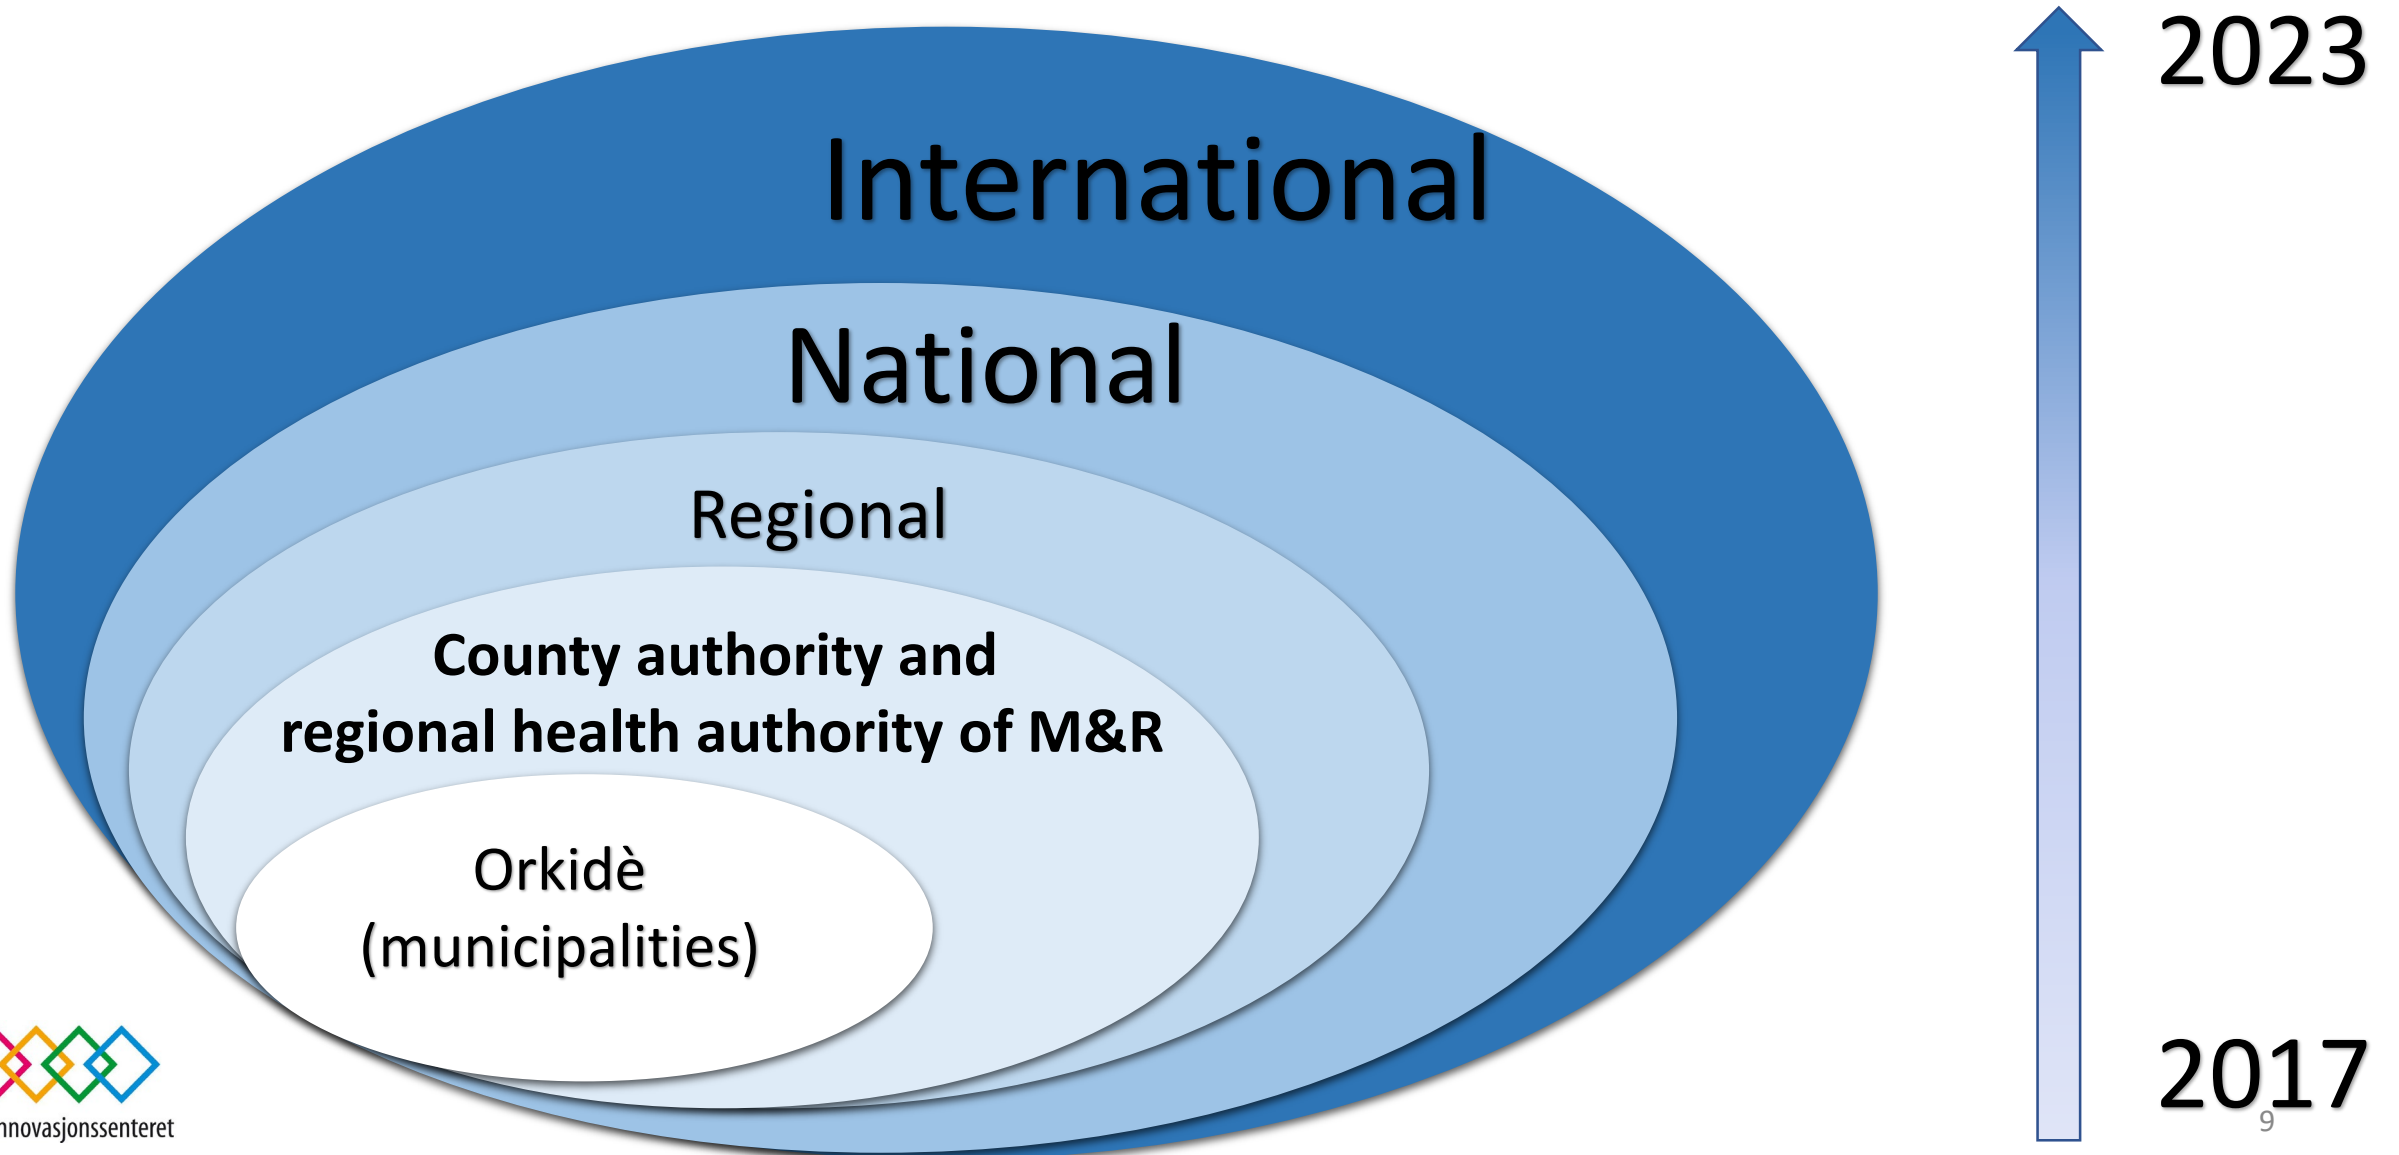 2023
International
National
Regional
County authority and
regional health authority of M&R
Orkidè
(municipalities)
2017
9
nnovasjonssenteret